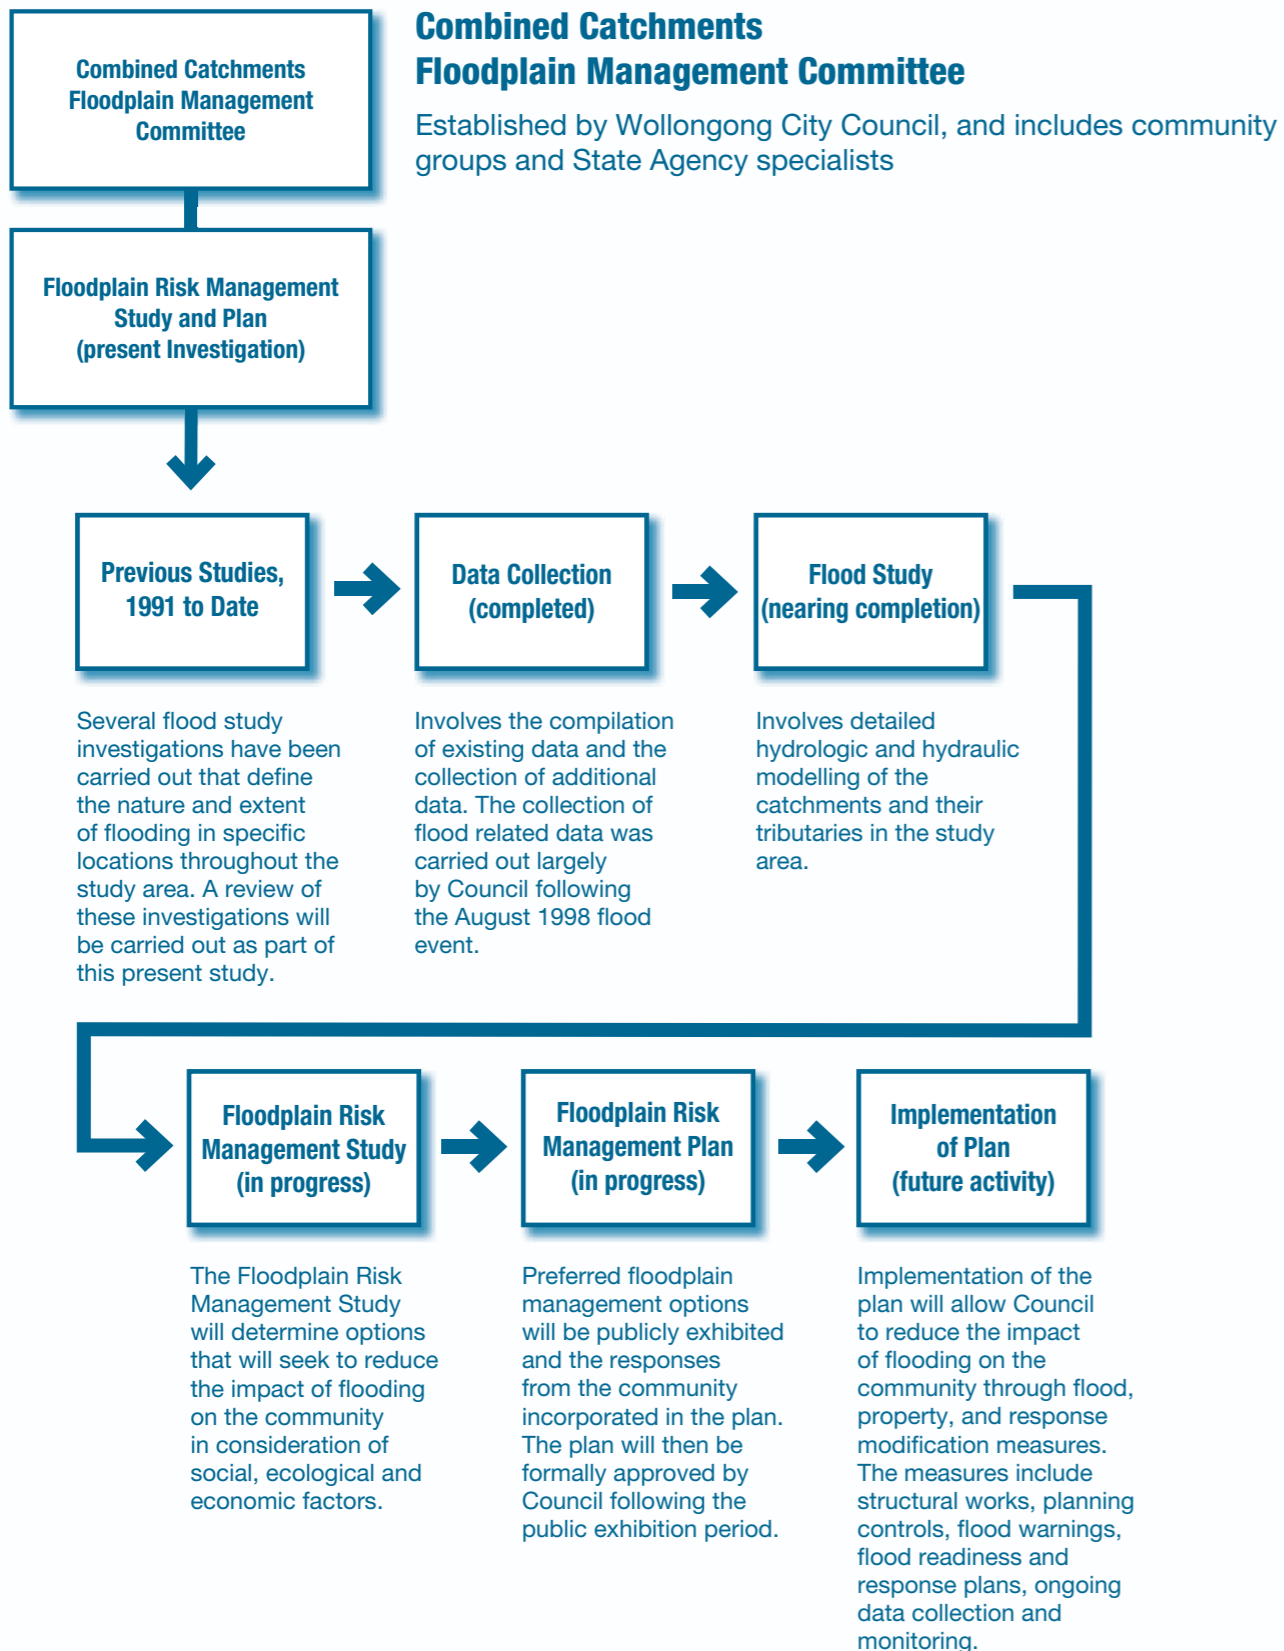 Combined Catchments
Floodplain Management
Committee
Combined Catchments
Floodplain Management Committee
Established by Wollongong City Council, and includes community
groups and State Agency specialists
Floodplain Risk Management
Study and Plan
(present Investigation)
Previous Studies,
1991 to Date
Several flood study
investigations have been
carried out that define
the nature and extent
of flooding in specific
locations throughout the
study area. A review of
these investigations will
be carried out as part of
this present study.
Data Collection
(completed)
Involves the compilation
of existing data and the
collection of additional
data. The collection of
flood related data was
carried out largely
by Council following
the August 1998 flood
event.
Flood Study
(nearing completion)
Involves detailed
hydrologic and hydraulic
modelling of the
catchments and their
tributaries in the study
area.
Floodplain Risk
Management Study
(in progress)
The Floodplain Risk
Management Study
will determine options
that will seek to reduce
the impact of flooding
on the community
in consideration of
social, ecological and
economic factors.
Floodplain Risk
Management Plan
(in progress)
Preferred floodplain
management options
will be publicly exhibited
and the responses
from the community
incorporated in the plan.
The plan will then be
formally approved by
Council following the
public exhibition period.
Implementation
of Plan
(future activity)
Implementation of the
plan will allow Council
to reduce the impact
of flooding on the
community through flood,
property, and response
modification measures.
The measures include
structural works, planning
controls, flood warnings,
flood readiness and
response plans, ongoing
data collection and
monitoring.